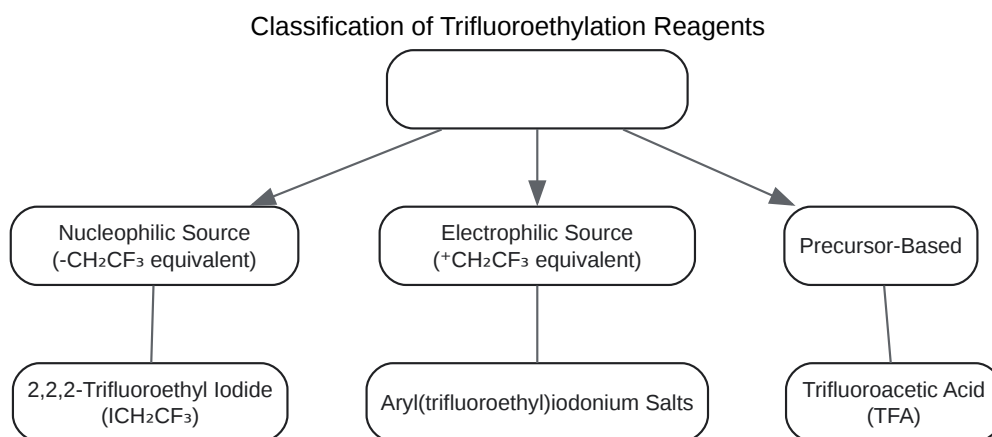 Classification of Trifluoroethylation Reagents
Nucleophilic Source
(-CH₂CF₃ equivalent)
Electrophilic Source
(⁺CH₂CF₃ equivalent)
Precursor-Based
2,2,2-Trifluoroethyl Iodide
(ICH₂CF₃)
Aryl(trifluoroethyl)iodonium Salts
Trifluoroacetic Acid
(TFA)